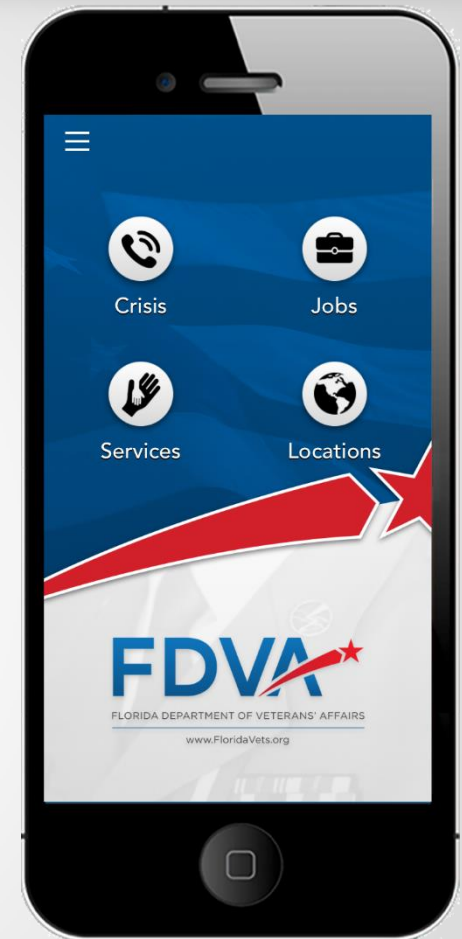 Crisis
Jobs
Services
Locations
FDVA
FLORIDA DEPARTMENT OF VETERANS' AFFAIRS
www.FloridaVets.org